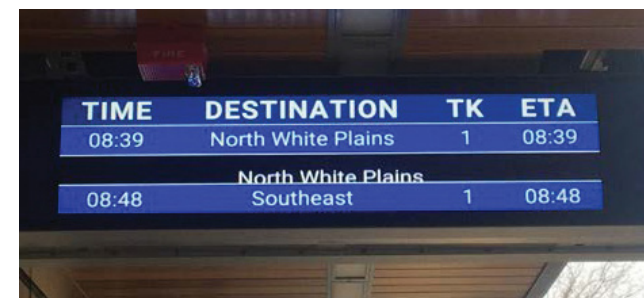 TIME DESTINATION TK ETA
08:39 North White Plains 1 08:39
North White Plains
08:48 Southeast 1 08:48